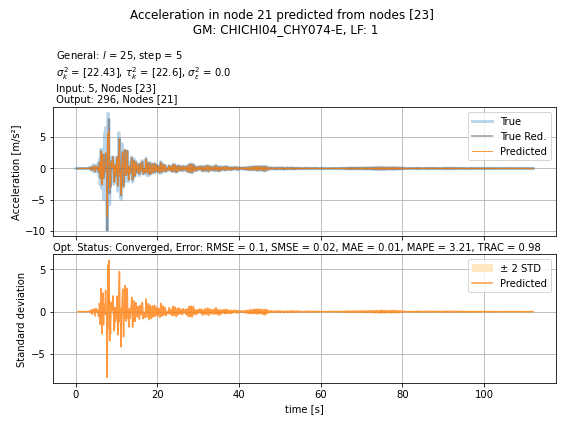 Acceleration in node 21 predicted from nodes [23]
GM: CHICHI04_CHY074-E, LF: 1
General: l = 25, step = 5
σ²ₖ = [22.43], τ²ₖ = [22.6], σ²ε = 0.0
Input: 5, Nodes [23]
Output: 296, Nodes [21]
True
True Red.
Predicted
Acceleration [m/s²]
5
0
−5
−10
Opt. Status: Converged, Error: RMSE = 0.1, SMSE = 0.02, MAE = 0.01, MAPE = 3.21, TRAC = 0.98
± 2 STD
Predicted
Standard deviation
5
0
−5
0 20 40 60 80 100
time [s]